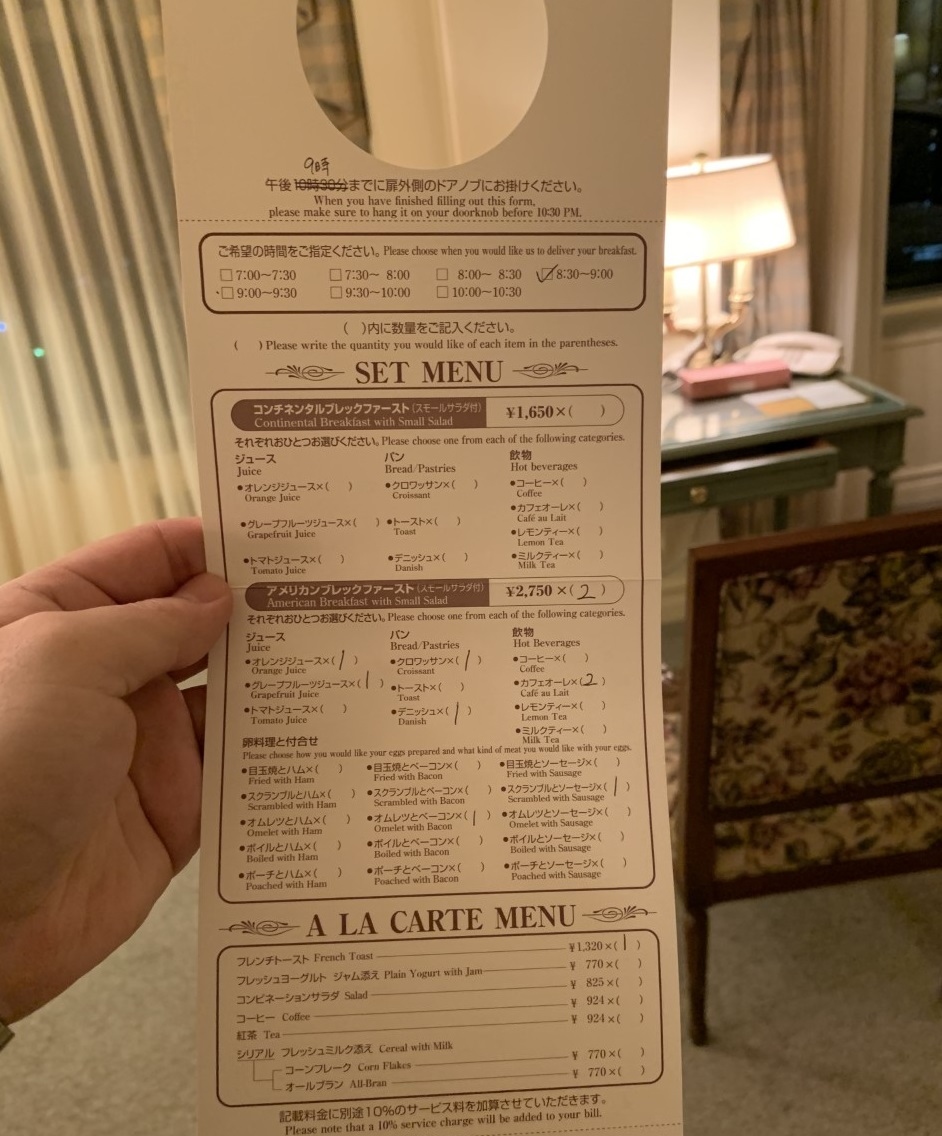 9時
午後10時30分までに扉外側のドアノブにお掛けください。
When you have finished filling out this form,
please make sure to hang it on your doorknob before 10:30 PM.
ご希望の時間をご指定ください。Please choose when you would like us to deliver your breakfast.
□7:00〜7:30 □7:30〜 8:00 □ 8:00〜 8:30 ☑8:30〜9:00
□9:00〜9:30 □9:30〜10:00 □10:00〜10:30
( )内に数量をご記入ください。
( ) Please write the quantity you would like of each item in the parentheses.
SET MENU
コンチネンタルブレックファースト(スモールサラダ付) ¥1,650×( )
Continental Breakfast with Small Salad
それぞれおひとつお選びください。Please choose one from each of the following categories.
ジュース パン 飲物
Juice Bread/Pastries Hot beverages
●オレンジジュース×( ) ●クロワッサン×( ) ●コーヒー×( )
Orange Juice Croissant Coffee
●カフェオーレ×( )
Café au Lait
●グレープフルーツジュース×( ) ●トースト×( ) ●レモンティー×( )
Grapefruit Juice Toast Lemon Tea
●トマトジュース×( ) ●デニッシュ×( ) ●ミルクティー×( )
Tomato Juice Danish Milk Tea
アメリカンブレックファースト(スモールサラダ付) ¥2,750 ×( 2 )
American Breakfast with Small Salad
それぞれおひとつお選びください。Please choose one from each of the following categories.
ジュース パン 飲物
Juice Bread/Pastries Hot Beverages
●オレンジジュース×( 1 ) ●クロワッサン×( 1 ) ●コーヒー×( )
Orange Juice Croissant Coffee
●グレープフルーツジュース×( 1 ) ●トースト×( ) ●カフェオーレ×( 2 )
Grapefruit Juice Toast Café au Lait
●トマトジュース×( ) ●デニッシュ×( 1 ) ●レモンティー×( )
Tomato Juice Danish Lemon Tea
●ミルクティー×( )
Milk Tea
卵料理と付合せ
Please choose how you would like your eggs prepared and what kind of meat you would like with your eggs.
●目玉焼とハム×( ) ●目玉焼とベーコン×( ) ●目玉焼とソーセージ×( )
Fried with Ham Fried with Bacon Fried with Sausage
●スクランブルとハム×( ) ●スクランブルとベーコン×( ) ●スクランブルとソーセージ×( 1 )
Scrambled with Ham Scrambled with Bacon Scrambled with Sausage
●オムレツとハム×( ) ●オムレツとベーコン×( 1 ) ●オムレツとソーセージ×( )
Omelet with Ham Omelet with Bacon Omelet with Sausage
●ボイルとハム×( ) ●ボイルとベーコン×( ) ●ボイルとソーセージ×( )
Boiled with Ham Boiled with Bacon Boiled with Sausage
●ポーチとハム×( ) ●ポーチとベーコン×( ) ●ポーチとソーセージ×( )
Poached with Ham Poached with Bacon Poached with Sausage
A LA CARTE MENU
フレンチトースト French Toast ¥1,320×( 1 )
フレッシュヨーグルト ジャム添え Plain Yogurt with Jam ¥ 770×( )
コンビネーションサラダ Salad ¥ 825×( )
コーヒー Coffee ¥ 924×( )
紅茶 Tea ¥ 924×( )
シリアル フレッシュミルク添え Cereal with Milk
コーンフレーク Corn Flakes ¥ 770×( )
オールブラン All-Bran ¥ 770×( )
記載料金に別途10%のサービス料を加算させていただきます。
Please note that a 10% service charge will be added to your bill.